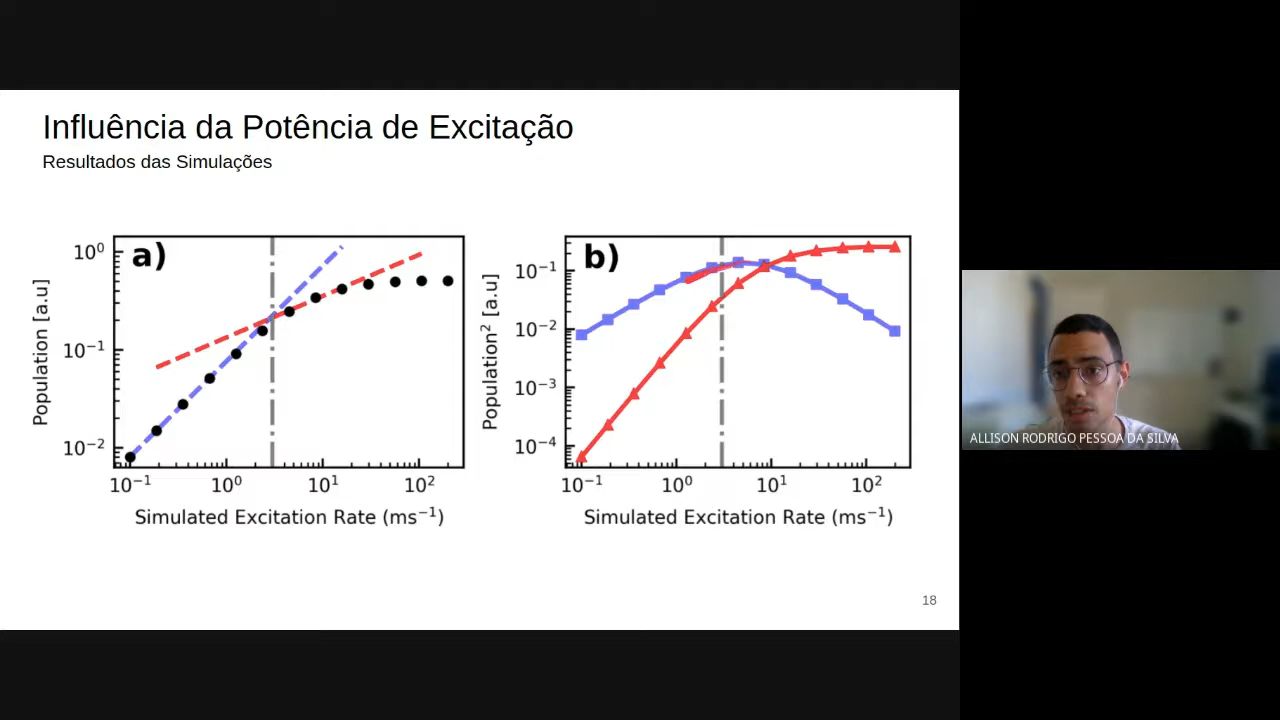 Influência da Potência de Excitação
Resultados das Simulações
a)
10⁰
10⁻¹
10⁻²
Population [a.u]
10⁻¹ 10⁰ 10¹ 10²
Simulated Excitation Rate (ms⁻¹)
b)
10⁻¹
10⁻²
10⁻³
10⁻⁴
Population² [a.u]
10⁻¹ 10⁰ 10¹ 10²
Simulated Excitation Rate (ms⁻¹)
18
ALLISON RODRIGO PESSOA DA SILVA